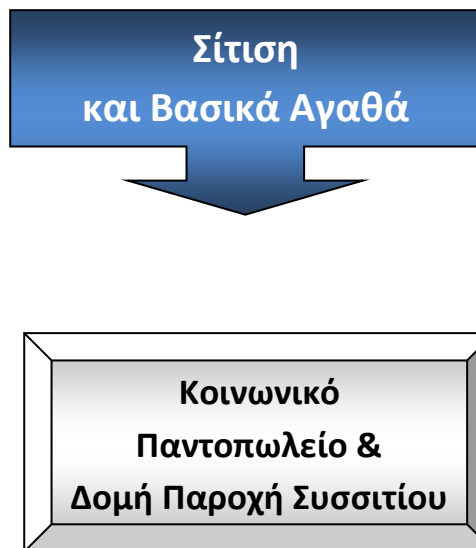 Σίτιση
και Βασικά Αγαθά
Κοινωνικό
Παντοπωλείο &
Δομή Παροχή Συσσιτίου